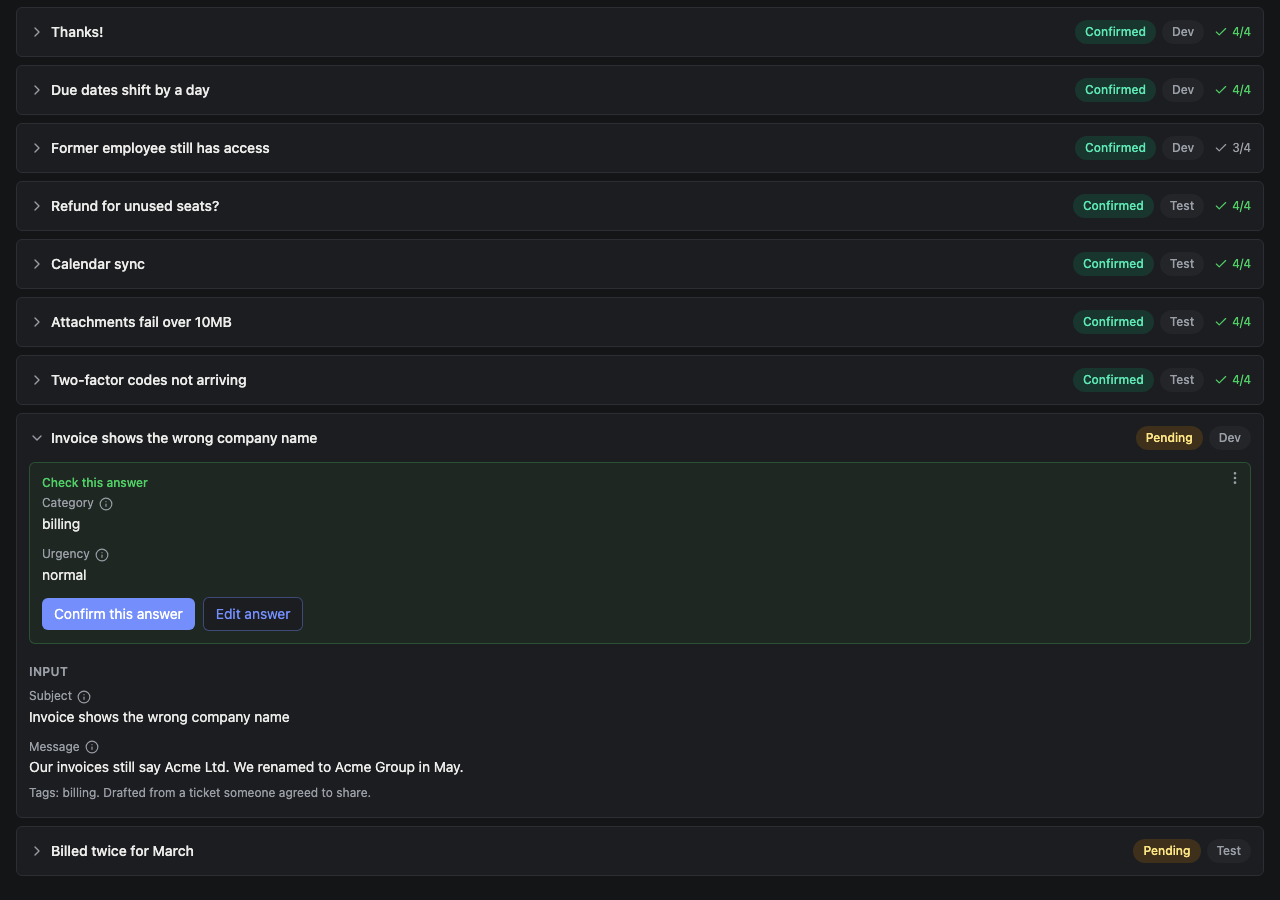 Thanks! Confirmed Dev 4/4
Due dates shift by a day Confirmed Dev 4/4
Former employee still has access Confirmed Dev 3/4
Refund for unused seats? Confirmed Test 4/4
Calendar sync Confirmed Test 4/4
Attachments fail over 10MB Confirmed Test 4/4
Two-factor codes not arriving Confirmed Test 4/4
Invoice shows the wrong company name Pending Dev
Check this answer
Category
billing
Urgency
normal
Confirm this answer Edit answer
INPUT
Subject
Invoice shows the wrong company name
Message
Our invoices still say Acme Ltd. We renamed to Acme Group in May.
Tags: billing. Drafted from a ticket someone agreed to share.
Billed twice for March Pending Test